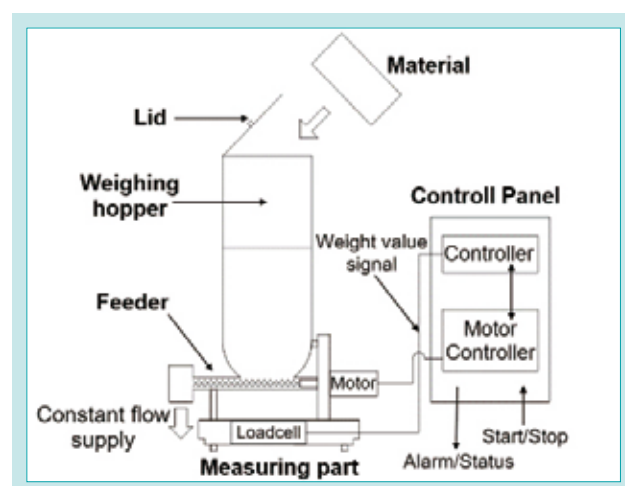 Material
Lid
Weighing
hopper
Controll Panel
Weight value
signal
Controller
Feeder
Motor
Controller
Motor
Constant flow
supply
Loadcell
Start/Stop
Alarm/Status
Measuring part